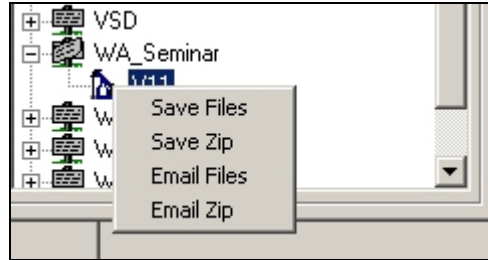 VSD
WA_Seminar
V11
Save Files
Save Zip
Email Files
Email Zip